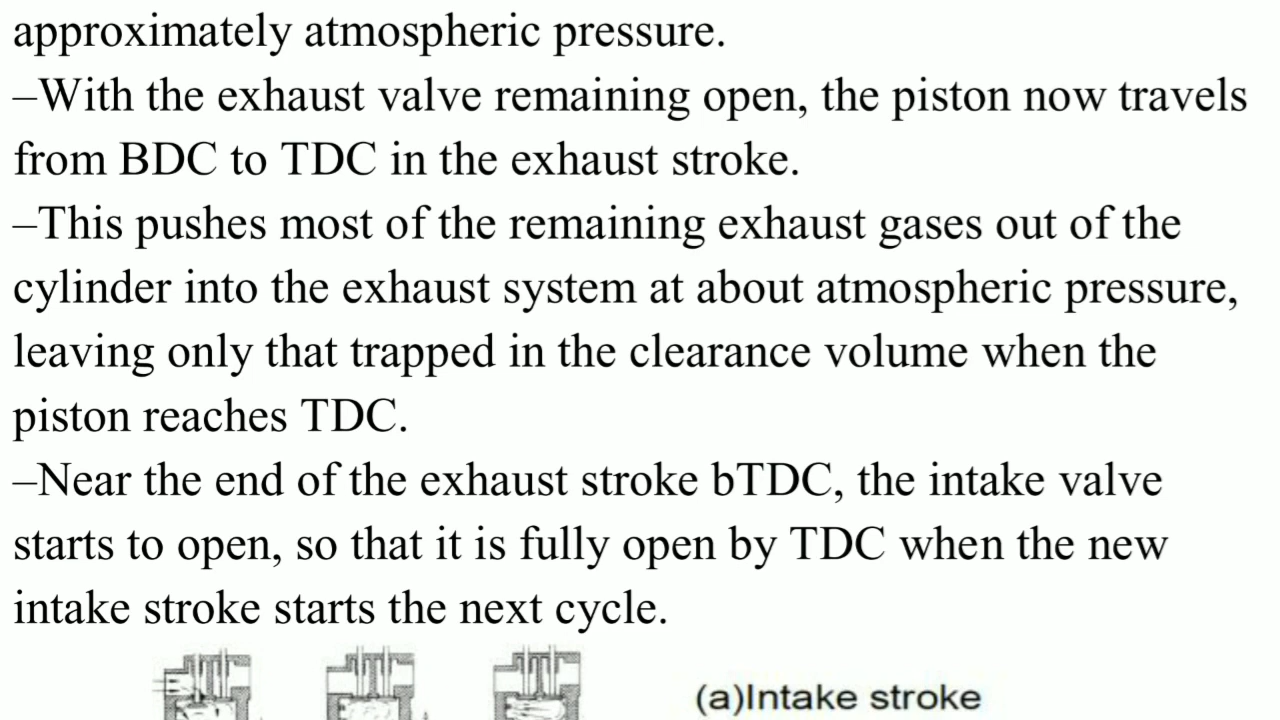 approximately atmospheric pressure.
–With the exhaust valve remaining open, the piston now travels
from BDC to TDC in the exhaust stroke.
–This pushes most of the remaining exhaust gases out of the
cylinder into the exhaust system at about atmospheric pressure,
leaving only that trapped in the clearance volume when the
piston reaches TDC.
–Near the end of the exhaust stroke bTDC, the intake valve
starts to open, so that it is fully open by TDC when the new
intake stroke starts the next cycle.
(a)Intake stroke